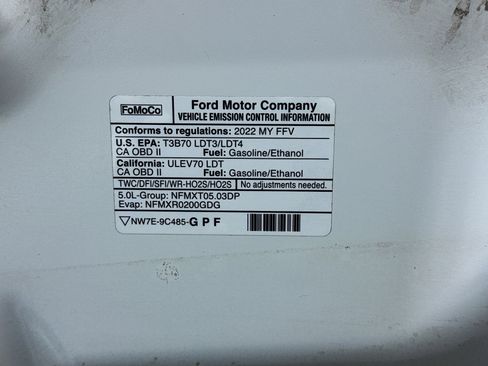 FoMoCo
Ford Motor Company
VEHICLE EMISSION CONTROL INFORMATION
Conforms to regulations: 2022 MY FFV
U.S. EPA: T3B70 LDT3/LDT4
CA OBD II Fuel: Gasoline/Ethanol
California: ULEV70 LDT
CA OBD II Fuel: Gasoline/Ethanol
TWC/DFI/SFI/WR-HO2S/HO2S No adjustments needed.
5.0L-Group: NFMXT05.03DP
Evap: NFMXR0200GDG
NW7E-9C485-G P F